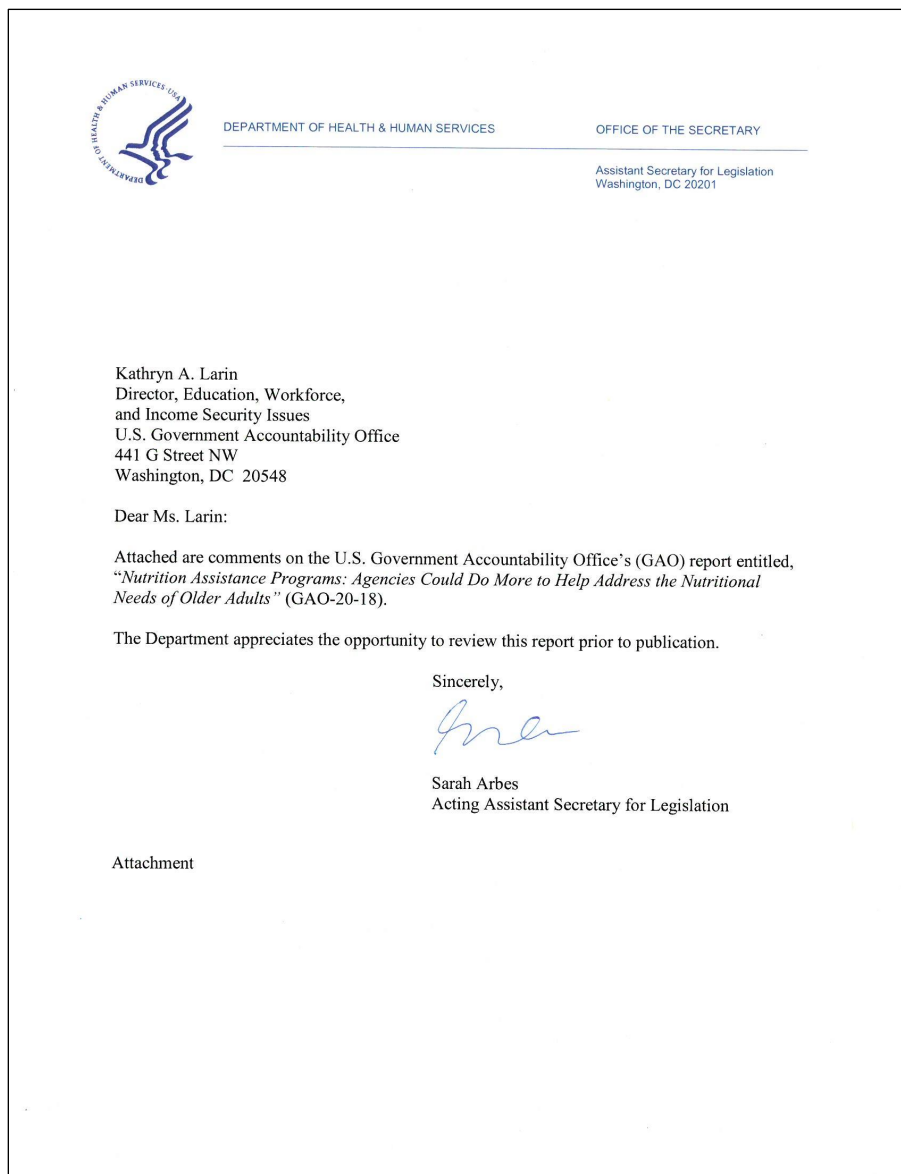 DEPARTMENT OF HEALTH & HUMAN SERVICES·USA
DEPARTMENT OF HEALTH & HUMAN SERVICES
OFFICE OF THE SECRETARY
Assistant Secretary for Legislation
Washington, DC 20201
Kathryn A. Larin
Director, Education, Workforce,
and Income Security Issues
U.S. Government Accountability Office
441 G Street NW
Washington, DC 20548
Dear Ms. Larin:
Attached are comments on the U.S. Government Accountability Office's (GAO) report entitled,
“Nutrition Assistance Programs: Agencies Could Do More to Help Address the Nutritional
Needs of Older Adults” (GAO-20-18).
The Department appreciates the opportunity to review this report prior to publication.
Sincerely,
Sarah Arbes
Acting Assistant Secretary for Legislation
Attachment